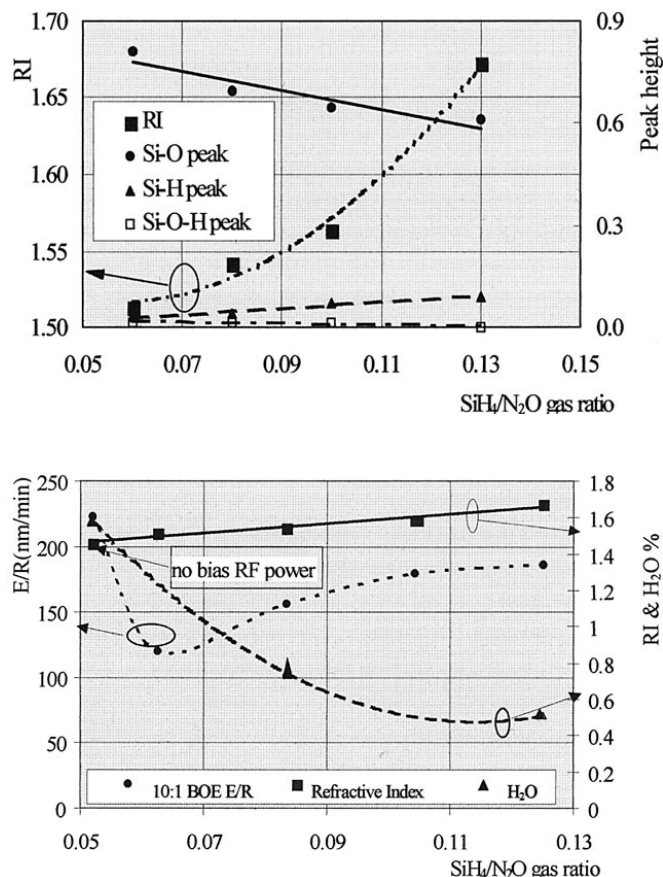 1.70
1.65
1.60
1.55
1.50
RI
0.9
0.6
0.3
0.0
Peak height
RI
Si-O peak
Si-H peak
Si-O-H peak
0.05 0.07 0.09 0.11 0.13 0.15
SiH₄/N₂O gas ratio
250
200
150
100
50
0
E/R(nm/min)
1.8
1.6
1.4
1.2
1
0.8
0.6
0.4
0.2
0
RI & H₂O %
no bias RF power
10:1 BOE E/R Refractive Index H₂O
0.05 0.07 0.09 0.11 0.13
SiH₄/N₂O gas ratio